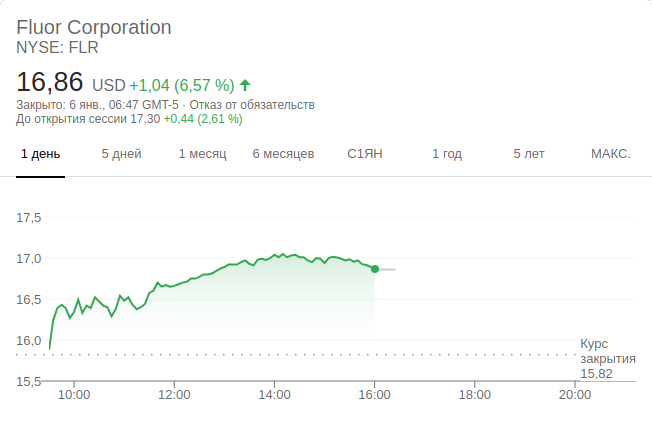 Fluor Corporation
NYSE: FLR
16,86 USD +1,04 (6,57 %)
Закрыто: 6 янв., 06:47 GMT-5 · Отказ от обязательств
До открытия сессии 17,30 +0,44 (2,61 %)
1 день 5 дней 1 месяц 6 месяцев С1ЯН 1 год 5 лет МАКС.
17,5
17,0
16,5
16,0
Курс
закрытия
15,82
15,5
10:00 12:00 14:00 16:00 18:00 20:00